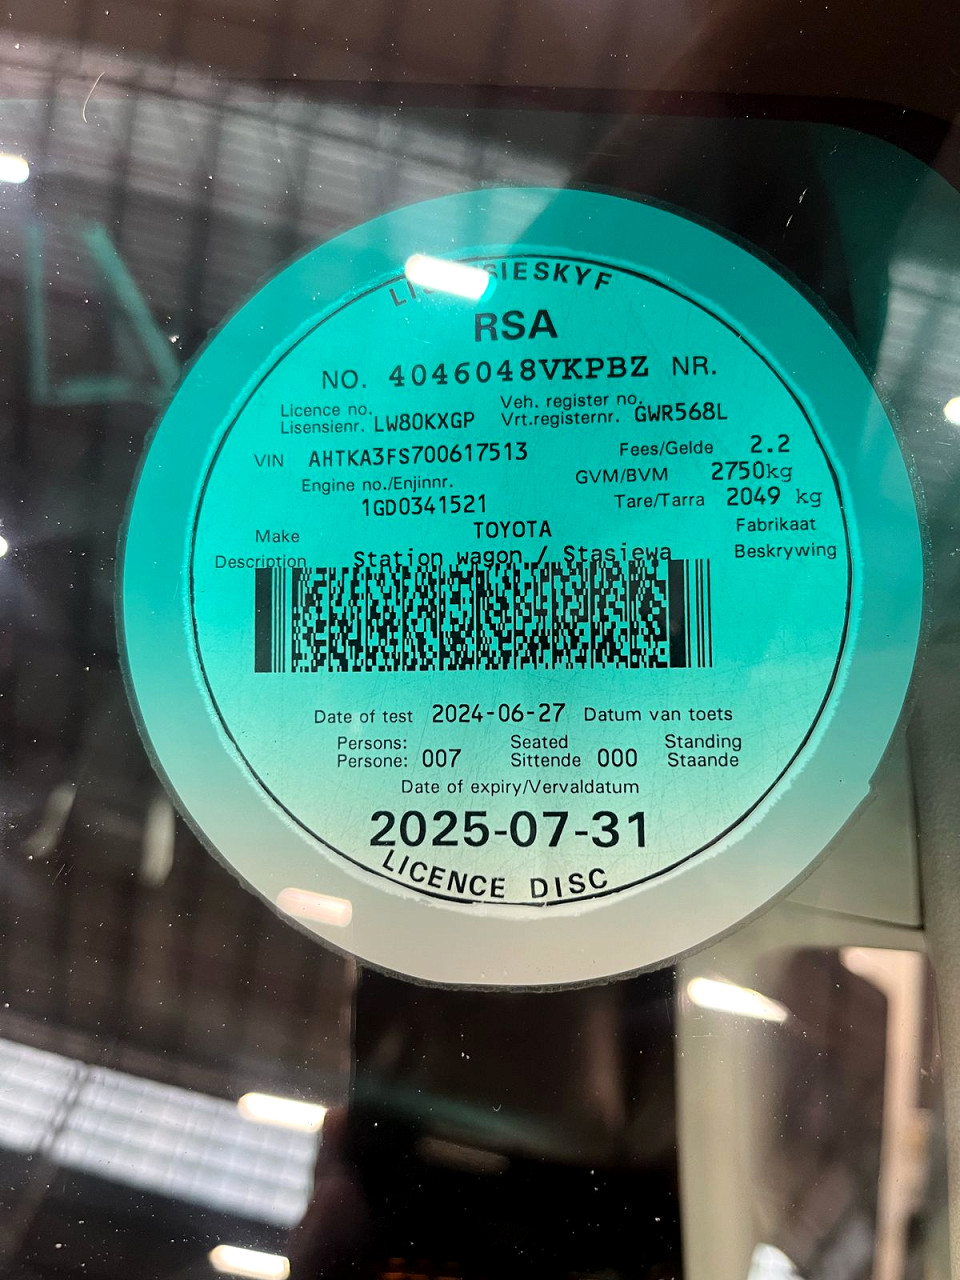 RSA
NO. 4046048VKPBZ NR.
Licence no. Veh. register no.
Lisensienr. LW80KXGP Vrt.registernr. GWR568L
VIN AHTKA3FS700617513 Fees/Gelde 2.2
Engine no./Enjinnr. GVM/BVM 2750kg
1GD0341521 Tare/Tarra 2049 kg
Make TOYOTA Fabrikaat
Description Station wagon / Stasiewa Beskrywing
Date of test 2024-06-27 Datum van toets
Persons: Seated Standing
Persone: 007 Sittende 000 Staande
Date of expiry/Vervaldatum
2025-07-31
LICENCE DISC